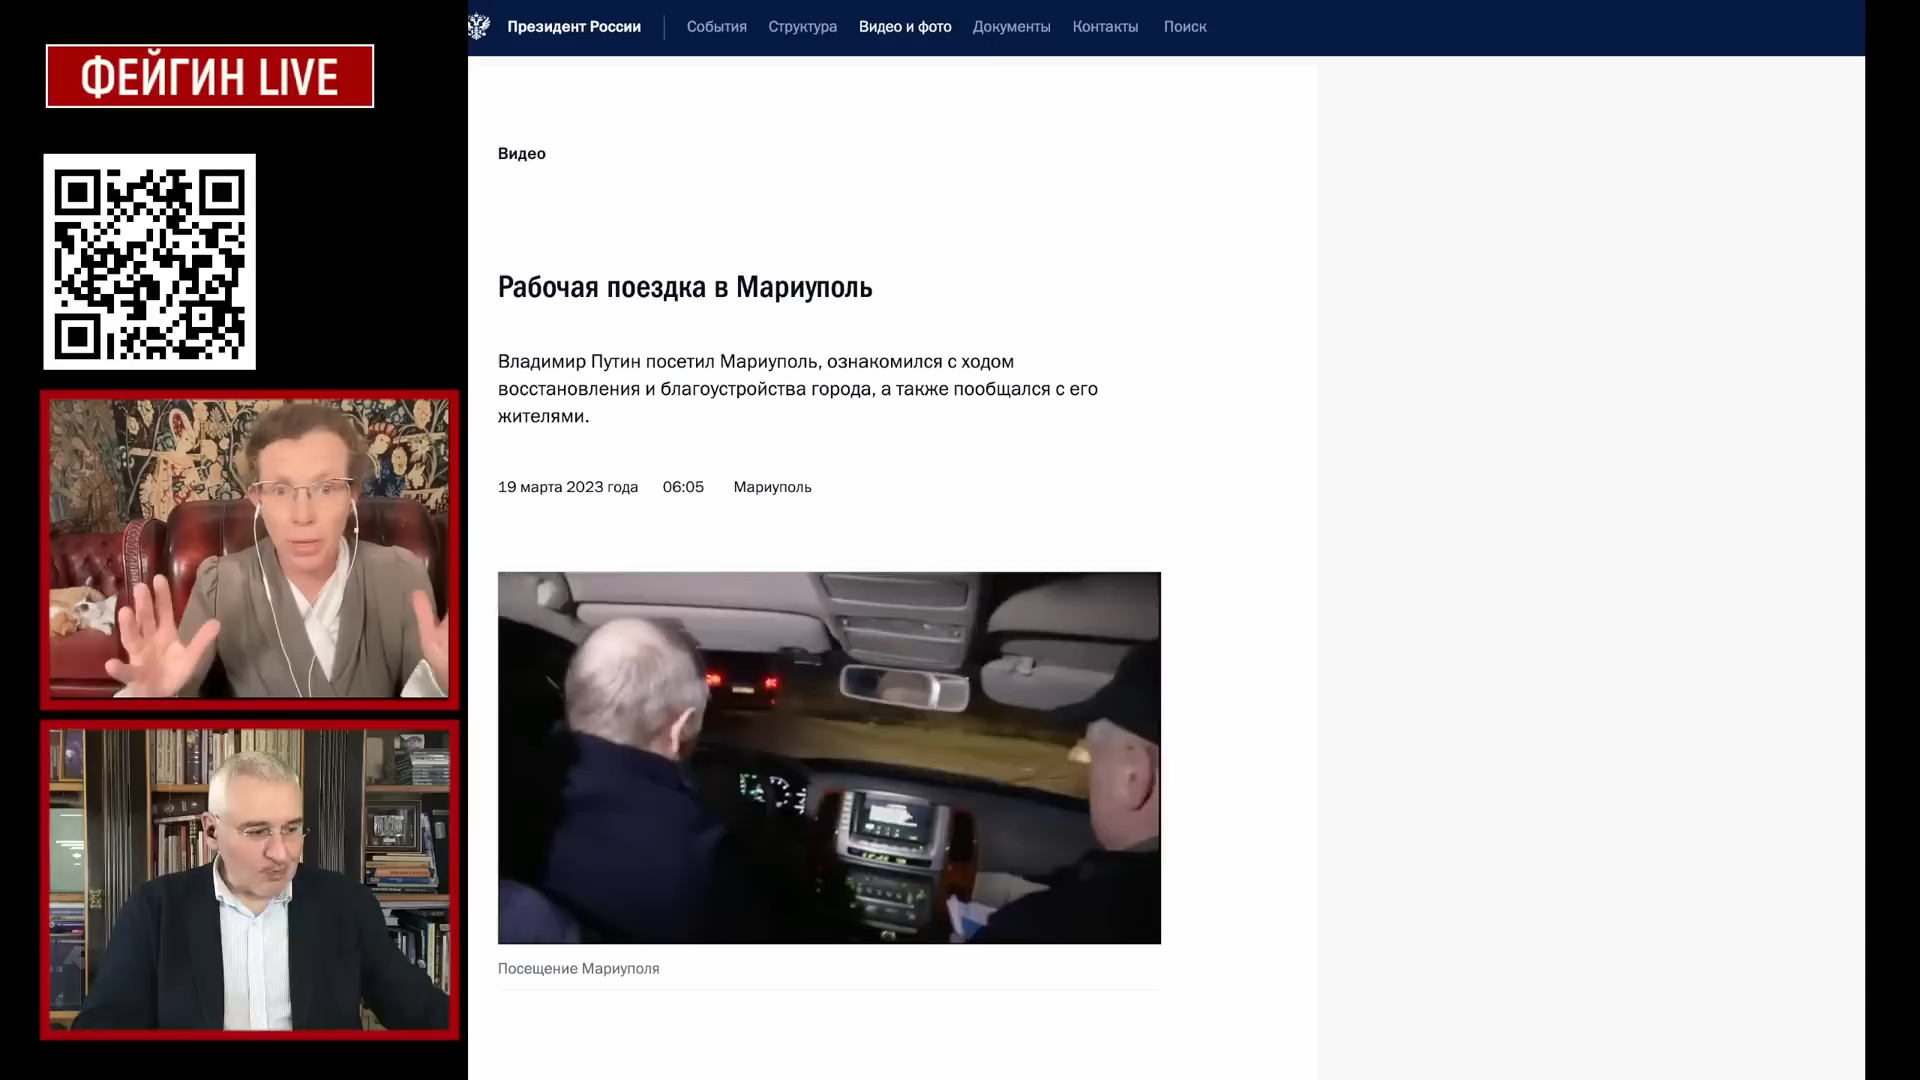 ФЕЙГИН LIVE
Президент России
События
Структура
Видео и фото
Документы
Контакты
Поиск
Видео
Рабочая поездка в Мариуполь
Владимир Путин посетил Мариуполь, ознакомился с ходом
восстановления и благоустройства города, а также пообщался с его
жителями.
19 марта 2023 года 06:05 Мариуполь
Посещение Мариуполя